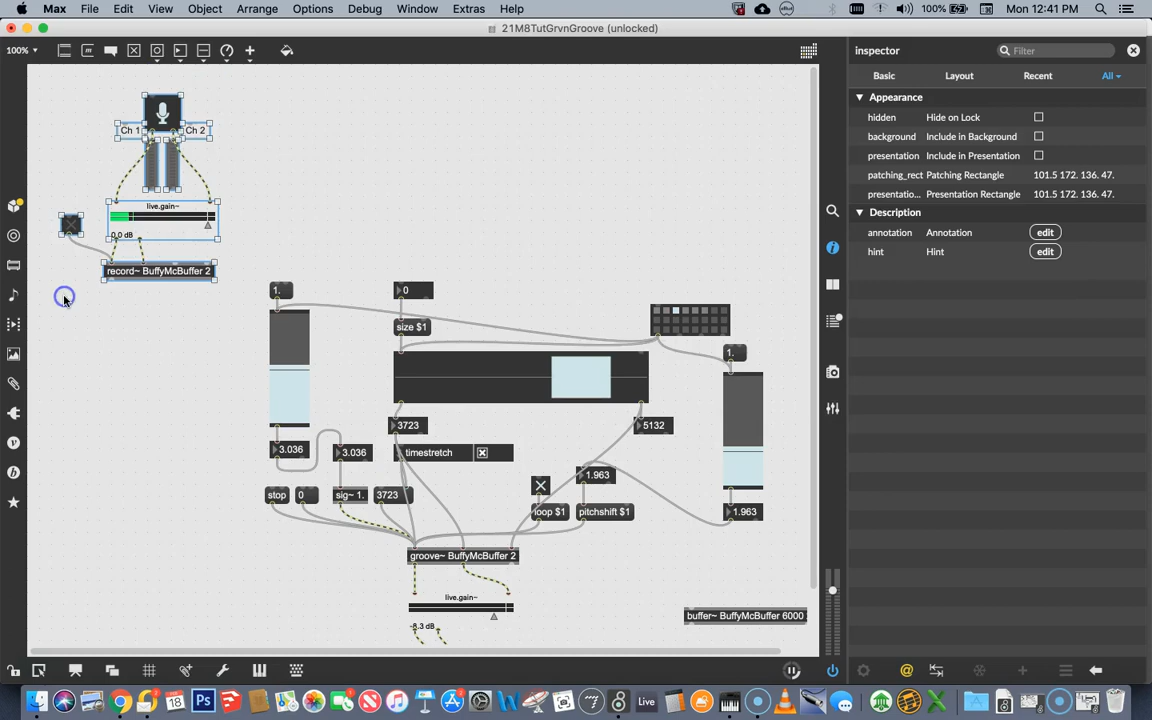 Max File Edit View Object Arrange Options Debug Window Extras Help 100% Mon 12:41 PM
21M8TutGrvnGroove (unlocked)
100%
inspector
Filter
Basic Layout Recent All
Appearance
hidden Hide on Lock
background Include in Background
presentation Include in Presentation
patching_rect Patching Rectangle 101.5 172. 136. 47.
presentatio... Presentation Rectangle 101.5 172. 136. 47.
Description
annotation Annotation edit
hint Hint edit
Ch 1 Ch 2
live.gain~
0.0 dB
record~ BuffyMcBuffer 2
1.
0
size $1
1.
3723
5132
3.036
3.036
timestretch
1.963
stop
0
sig~ 1.
3723
loop $1
pitchshift $1
1.963
groove~ BuffyMcBuffer 2
live.gain~
-8.3 dB
buffer~ BuffyMcBuffer 6000
18
Live